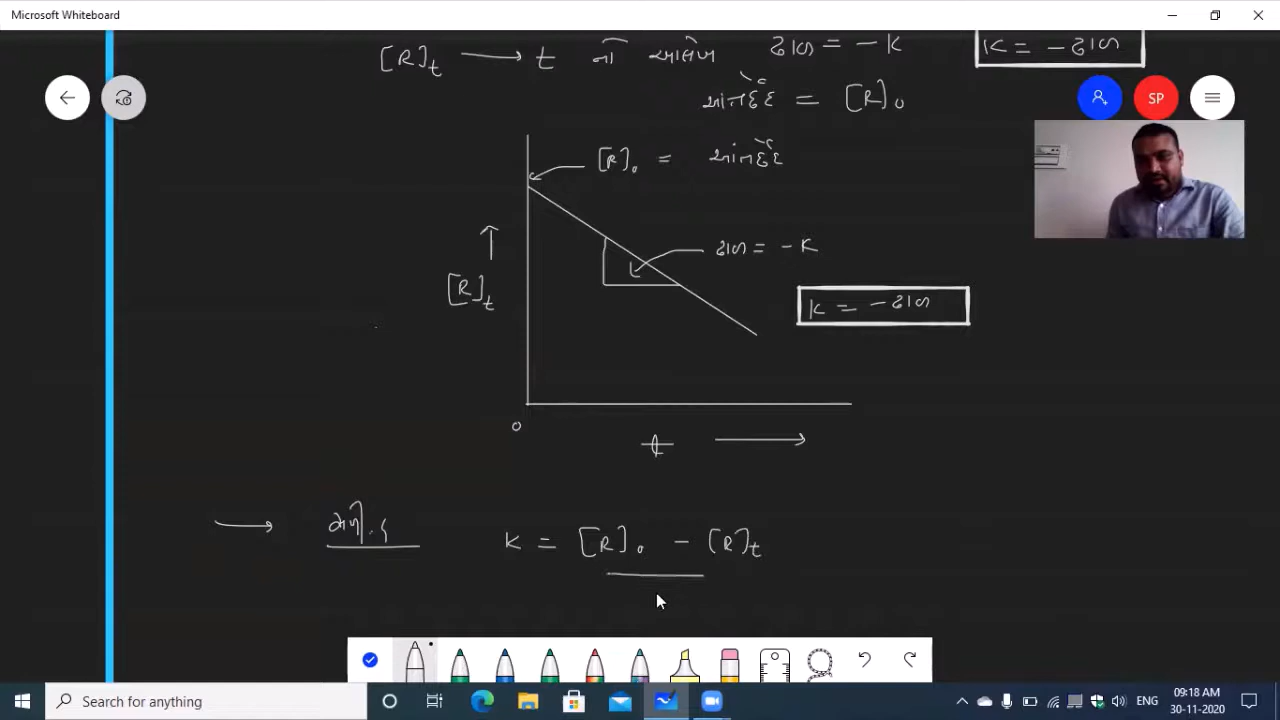 Microsoft Whiteboard
[R]t ⟶ t નો આલેખ ઢાળ = - K
K = - ઢાળ
આંતછેદ = [R]0
SP
[R]0 = આંતછેદ
ઢાળ = - K
[R]t
K = - ઢાળ
0
t ⟶
⟶ સમી. K = [R]0 - [R]t
Search for anything
ENG
09:18 AM
30-11-2020